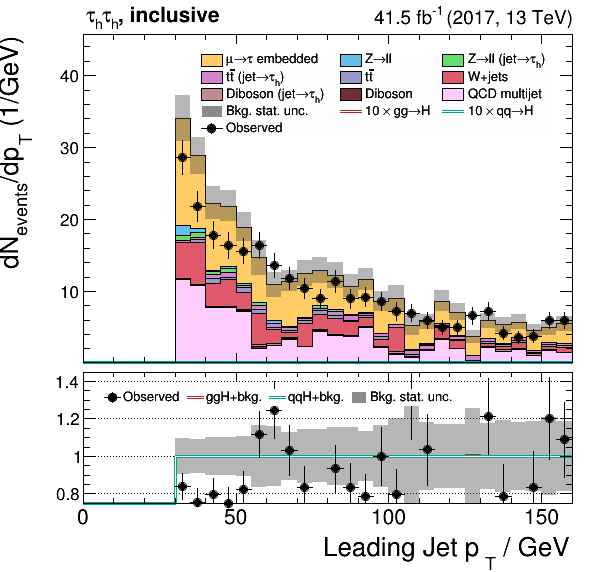 τhτh, inclusive 41.5 fb⁻¹ (2017, 13 TeV)
dNevents/dpT (1/GeV)
40
30
20
10
μ→τ embedded Z→ll Z→ll (jet→τh)
tt̄ (jet→τh) tt̄ W+jets
Diboson (jet→τh) Diboson QCD multijet
Bkg. stat. unc. 10 × gg→H 10 × qq→H
Observed
1.4
1.2
1
0.8
Observed ggH+bkg. qqH+bkg. Bkg. stat. unc.
0 50 100 150
Leading Jet pT / GeV